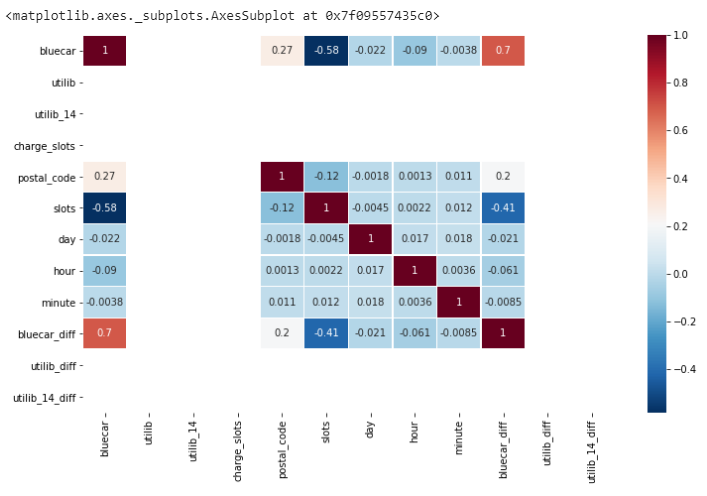 <matplotlib.axes._subplots.AxesSubplot at 0x7f09557435c0>
bluecar 1 0.27 -0.58 -0.022 -0.09 -0.0038 0.7
utilib
utilib_14
charge_slots
postal_code 0.27 1 -0.12 -0.0018 0.0013 0.011 0.2
slots -0.58 -0.12 1 -0.0045 0.0022 0.012 -0.41
day -0.022 -0.0018 -0.0045 1 0.017 0.018 -0.021
hour -0.09 0.0013 0.0022 0.017 1 0.0036 -0.061
minute -0.0038 0.011 0.012 0.018 0.0036 1 -0.0085
bluecar_diff 0.7 0.2 -0.41 -0.021 -0.061 -0.0085 1
utilib_diff
utilib_14_diff
bluecar
utilib
utilib_14
charge_slots
postal_code
slots
day
hour
minute
bluecar_diff
utilib_diff
utilib_14_diff
1.0
0.8
0.6
0.4
0.2
0.0
−0.2
−0.4